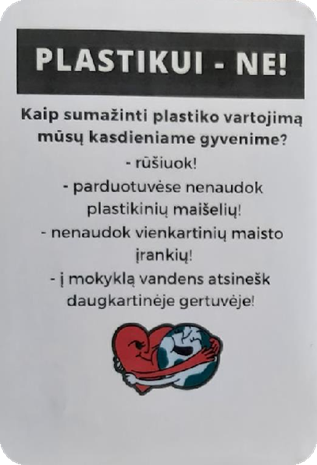 PLASTIKUI - NE!
Kaip sumažinti plastiko vartojimą
mūsų kasdieniame gyvenime?
- rūšiuok!
- parduotuvėse nenaudok
plastikinių maišelių!
- nenaudok vienkartinių maisto
įrankių!
- į mokyklą vandens atsinešk
daugkartinėje gertuvėje!